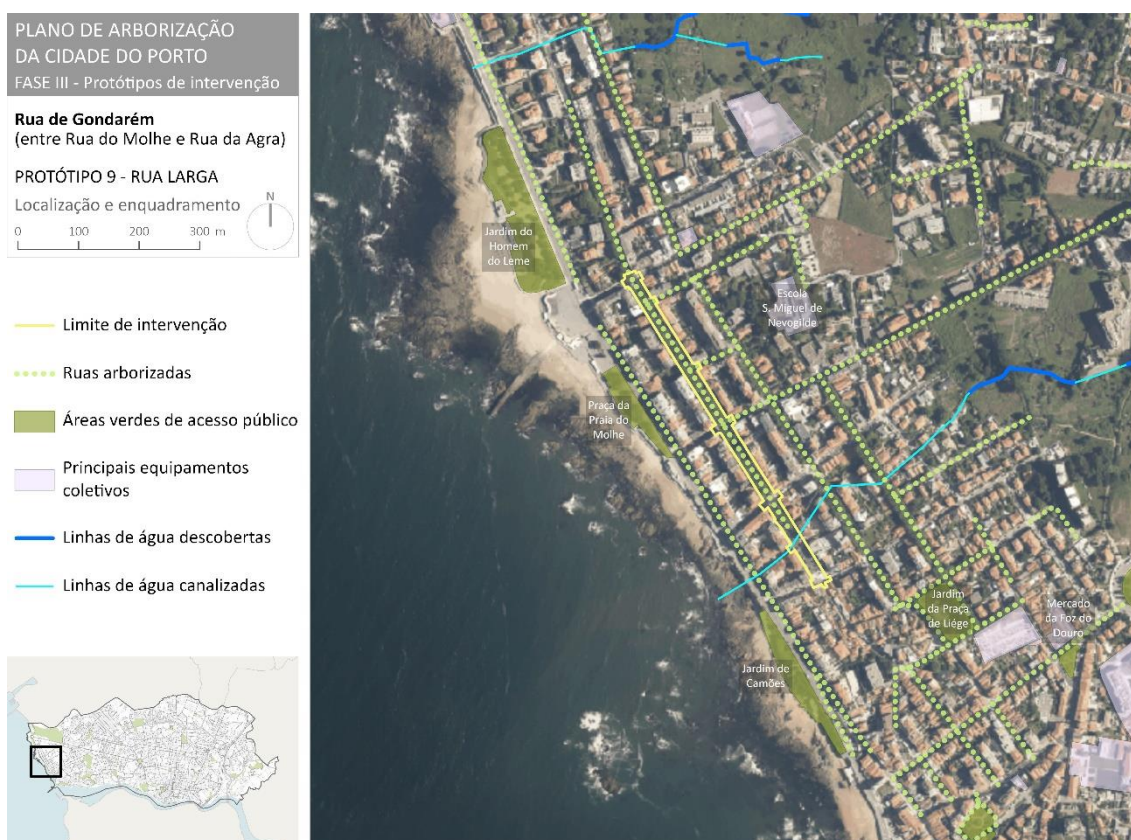 PLANO DE ARBORIZAÇÃO
DA CIDADE DO PORTO
FASE III - Protótipos de intervenção
Rua de Gondarém
(entre Rua do Molhe e Rua da Agra)
PROTÓTIPO 9 - RUA LARGA
Localização e enquadramento
N
0 100 200 300 m
Limite de intervenção
Ruas arborizadas
Áreas verdes de acesso público
Principais equipamentos
coletivos
Linhas de água descobertas
Linhas de água canalizadas
Jardim do
Homem
do Leme
Escola
S. Miguel de
Nevogilde
Praça da
Praia do
Molhe
Jardim
da Praça
de Liége
Mercado
da Foz do
Douro
Jardim de
Camões